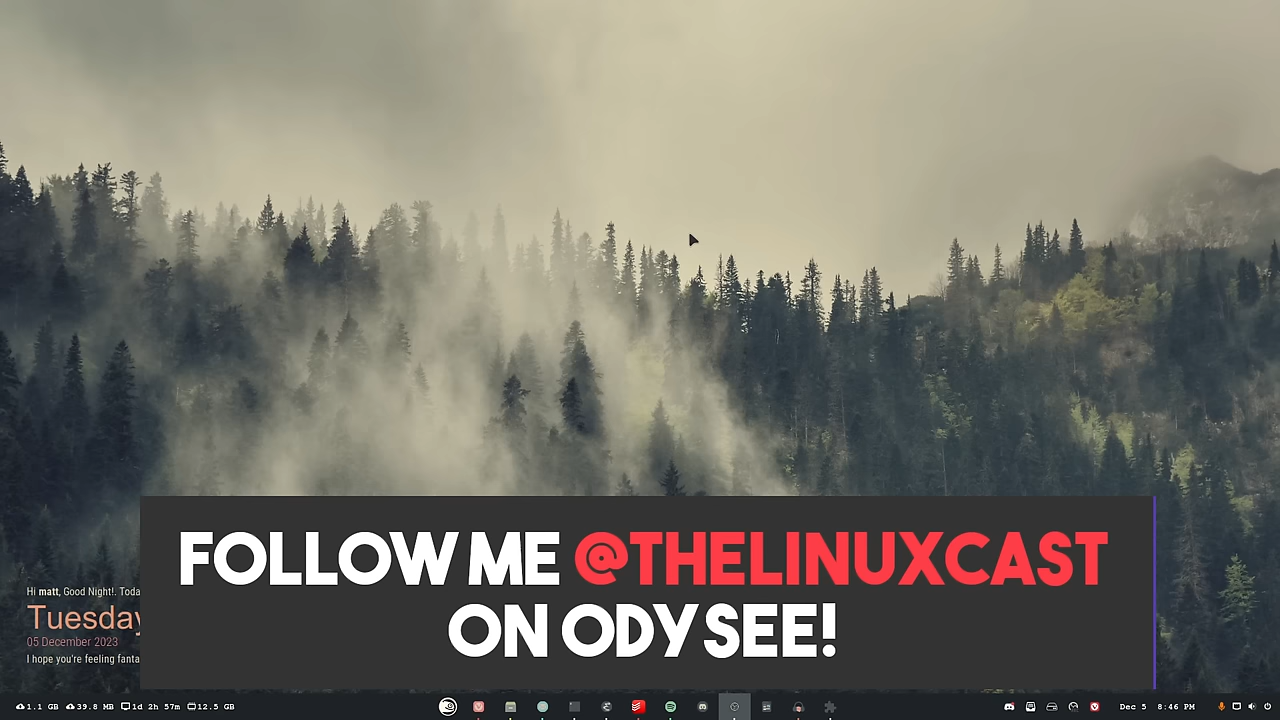 FOLLOW ME @THELINUXCAST
ON ODYSEE!
Hi matt, Good Night!. Toda
Tuesday
05 December 2023
I hope you're feeling fanta
1.1 GB 39.8 MB 1d 2h 57m 12.5 GB
Dec 5 8:46 PM